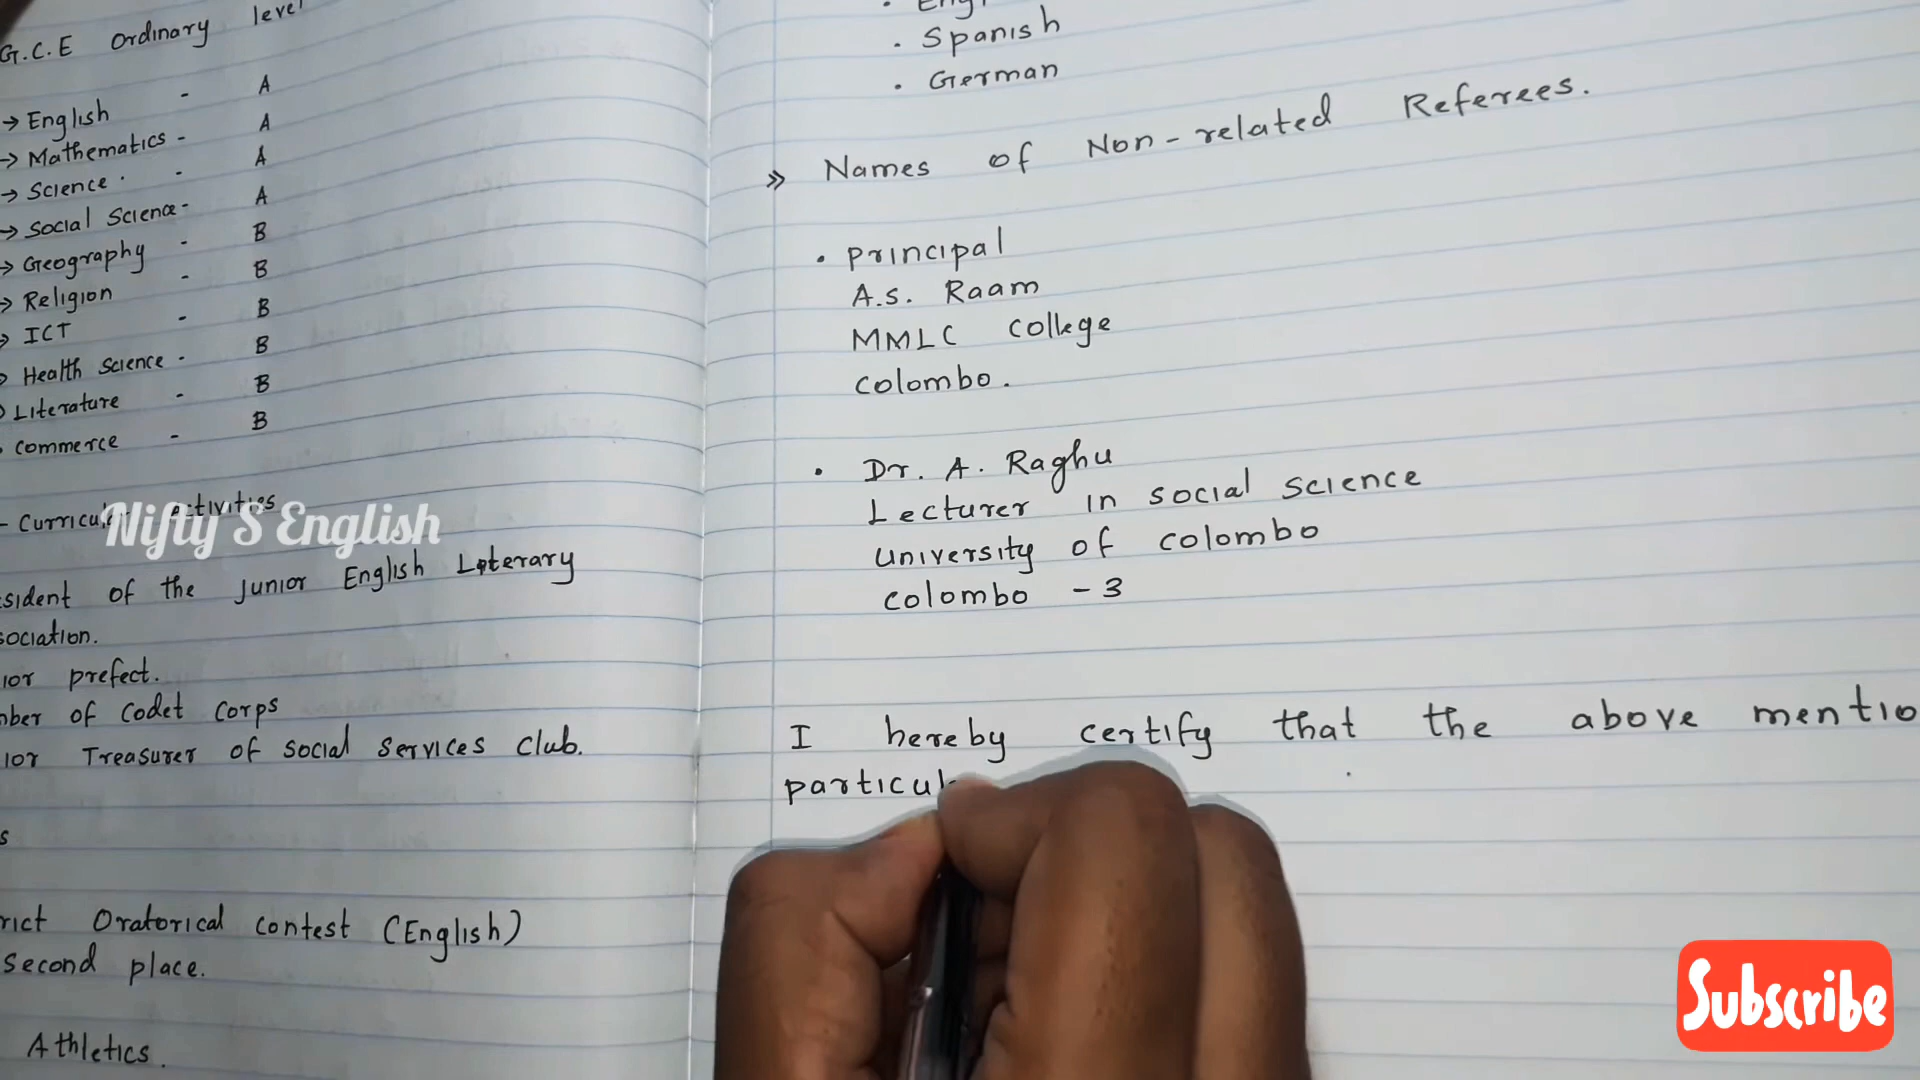 G.C.E Ordinary level
→ English - A
→ Mathematics - A
→ Science - A
→ Social Science - A
→ Geography - B
→ Religion - B
→ ICT - B
→ Health Science - B
→ Literature - B
Commerce - B
- Curricular activities
Nifty S English
sident of the Junior English Literary
sociation.
ior prefect.
mber of Codet Corps
ior Treasurer of social services club.
s
rict Oratorical contest (English)
second place.
Athletics.
• Spanish
• German
» Names of Non-related Referees.
• Principal
A.S. Raam
MMLC college
Colombo.
• Dr. A. Raghu
Lecturer in social science
university of colombo
colombo - 3
I hereby certify that the above mentio
particul
Subscribe